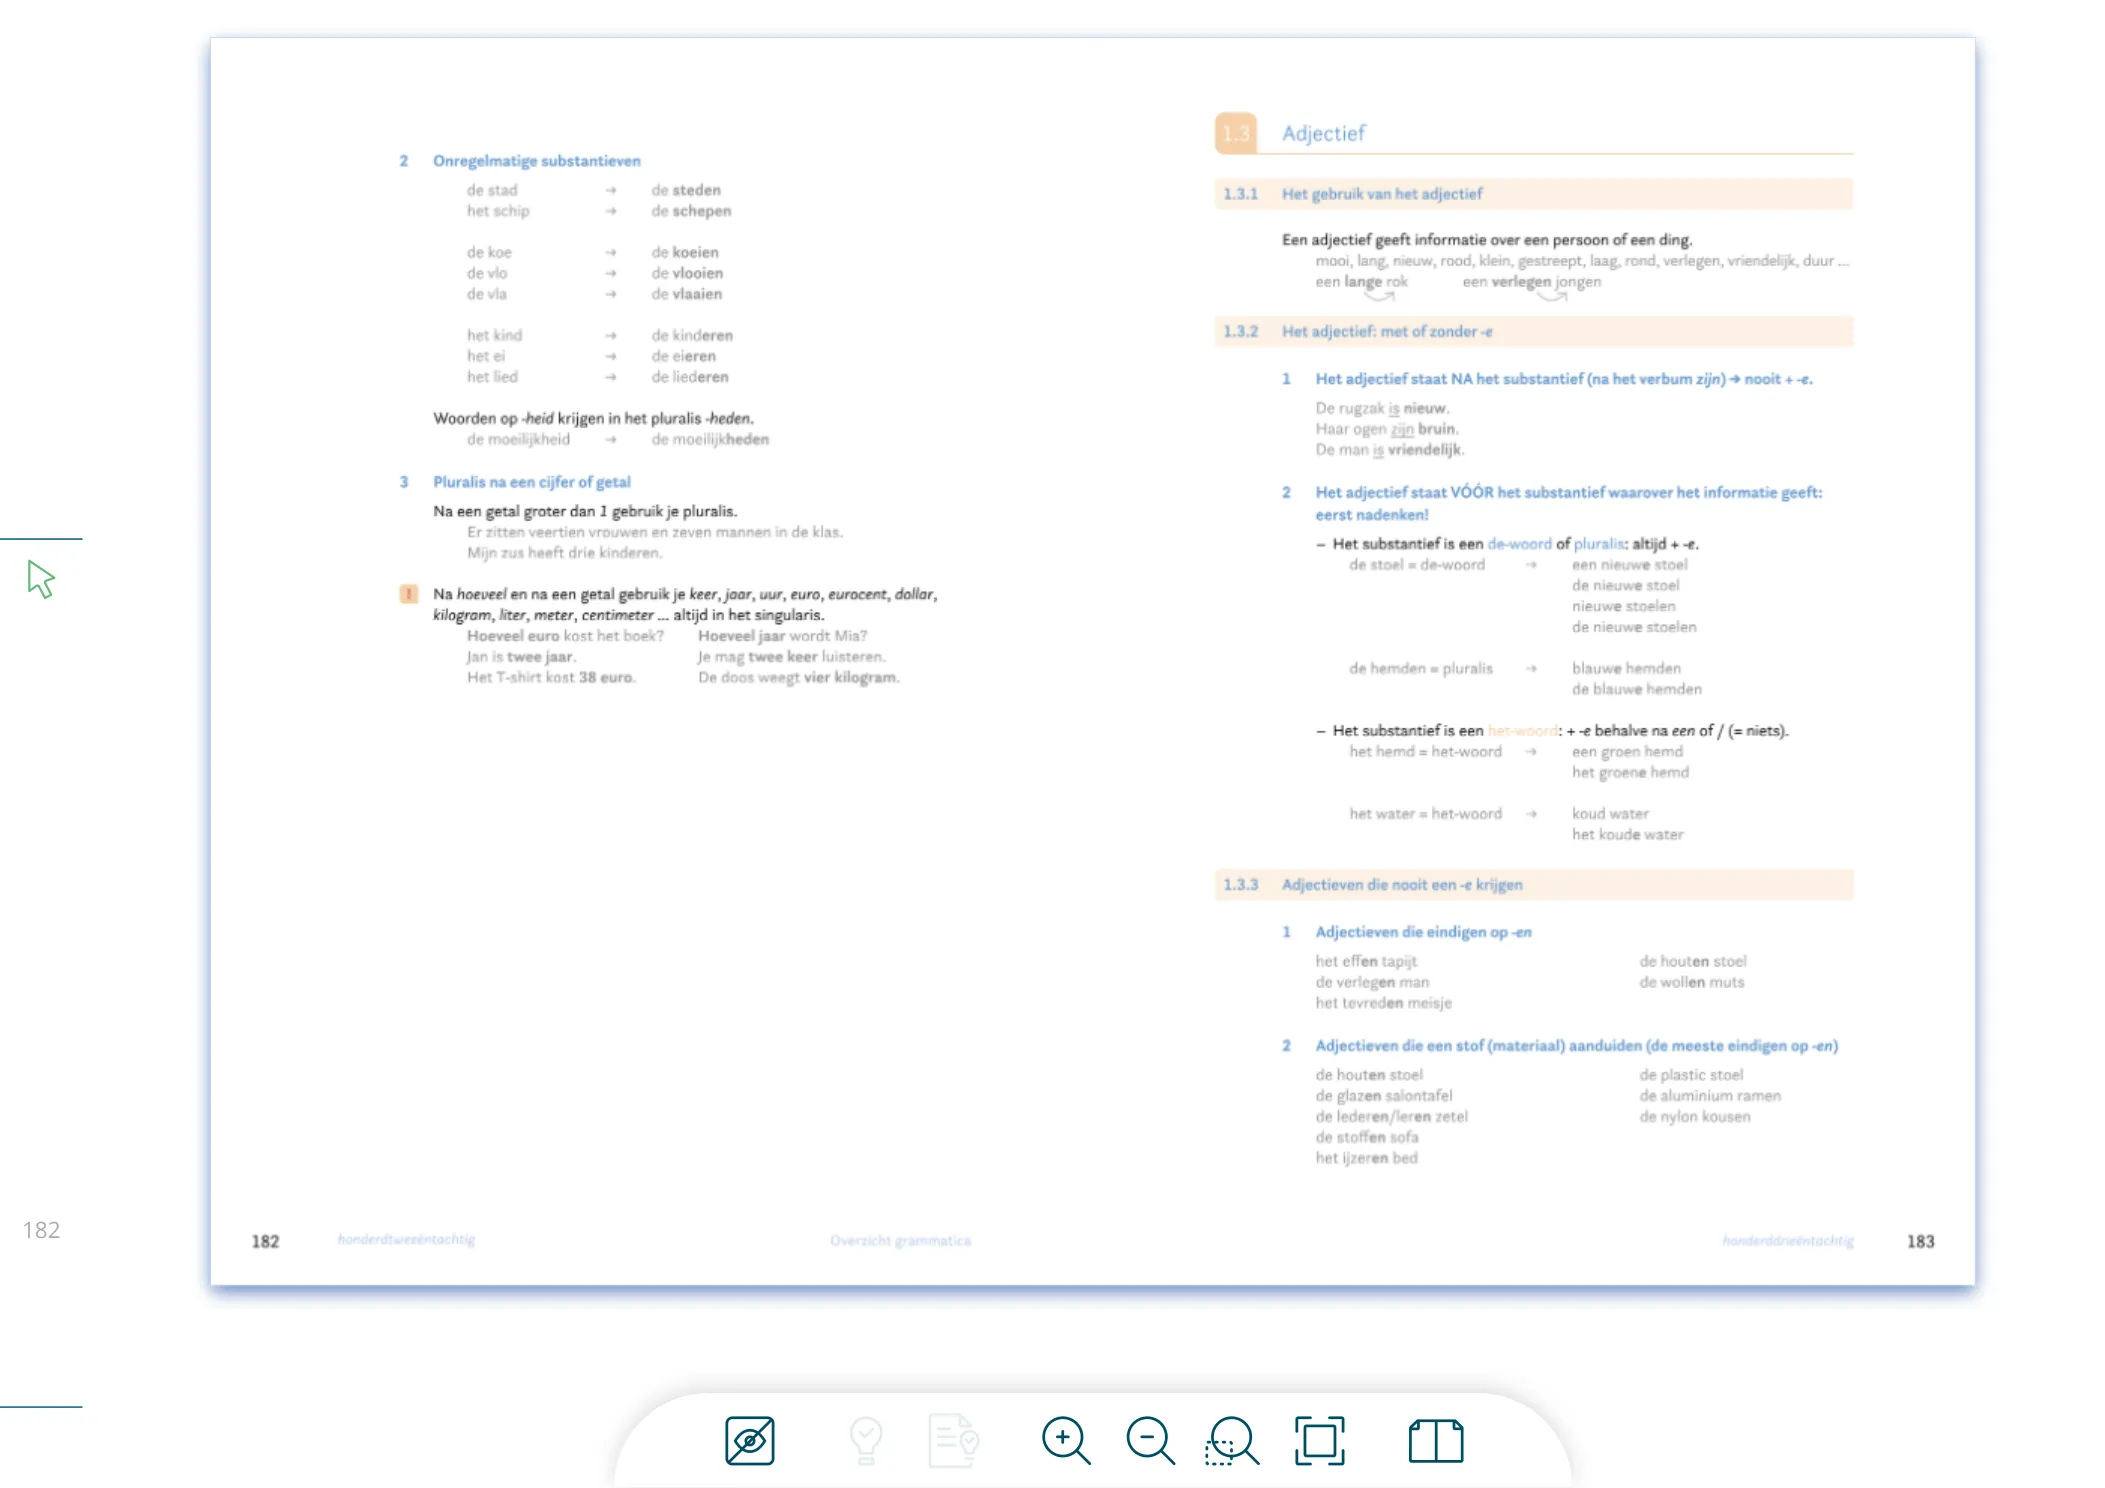 2 Onregelmatige substantieven
de stad → de steden
het schip → de schepen
de koe → de koeien
de vlo → de vlooien
de vla → de vlaaien
het kind → de kinderen
het ei → de eieren
het lied → de liederen
Woorden op -heid krijgen in het pluralis -heden.
de moeilijkheid → de moeilijkheden
3 Pluralis na een cijfer of getal
Na een getal groter dan 1 gebruik je pluralis.
Er zitten veertien vrouwen en zeven mannen in de klas.
Mijn zus heeft drie kinderen.
! Na hoeveel en na een getal gebruik je keer, jaar, uur, euro, eurocent, dollar,
kilogram, liter, meter, centimeter ... altijd in het singularis.
Hoeveel euro kost het boek? Hoeveel jaar wordt Mia?
Jan is twee jaar. Je mag twee keer luisteren.
Het T-shirt kost 38 euro. De doos weegt vier kilogram.
182 honderdtweeëntachtig Overzicht grammatica
1.3 Adjectief
1.3.1 Het gebruik van het adjectief
Een adjectief geeft informatie over een persoon of een ding.
mooi, lang, nieuw, rood, klein, gestreept, laag, rond, verlegen, vriendelijk, duur ...
een lange rok een verlegen jongen
1.3.2 Het adjectief: met of zonder -e
1 Het adjectief staat NA het substantief (na het verbum zijn) → nooit + -e.
De rugzak is nieuw.
Haar ogen zijn bruin.
De man is vriendelijk.
2 Het adjectief staat VÓÓR het substantief waarover het informatie geeft:
eerst nadenken!
– Het substantief is een de-woord of pluralis: altijd + -e.
de stoel = de-woord → een nieuwe stoel
de nieuwe stoel
nieuwe stoelen
de nieuwe stoelen
de hemden = pluralis → blauwe hemden
de blauwe hemden
– Het substantief is een het-woord: + -e behalve na een of / (= niets).
het hemd = het-woord → een groen hemd
het groene hemd
het water = het-woord → koud water
het koude water
1.3.3 Adjectieven die nooit een -e krijgen
1 Adjectieven die eindigen op -en
het effen tapijt de houten stoel
de verlegen man de wollen muts
het tevreden meisje
2 Adjectieven die een stof (materiaal) aanduiden (de meeste eindigen op -en)
de houten stoel de plastic stoel
de glazen salontafel de aluminium ramen
de lederen/leren zetel de nylon kousen
de stoffen sofa
het ijzeren bed
honderddrieëntachtig 183
182